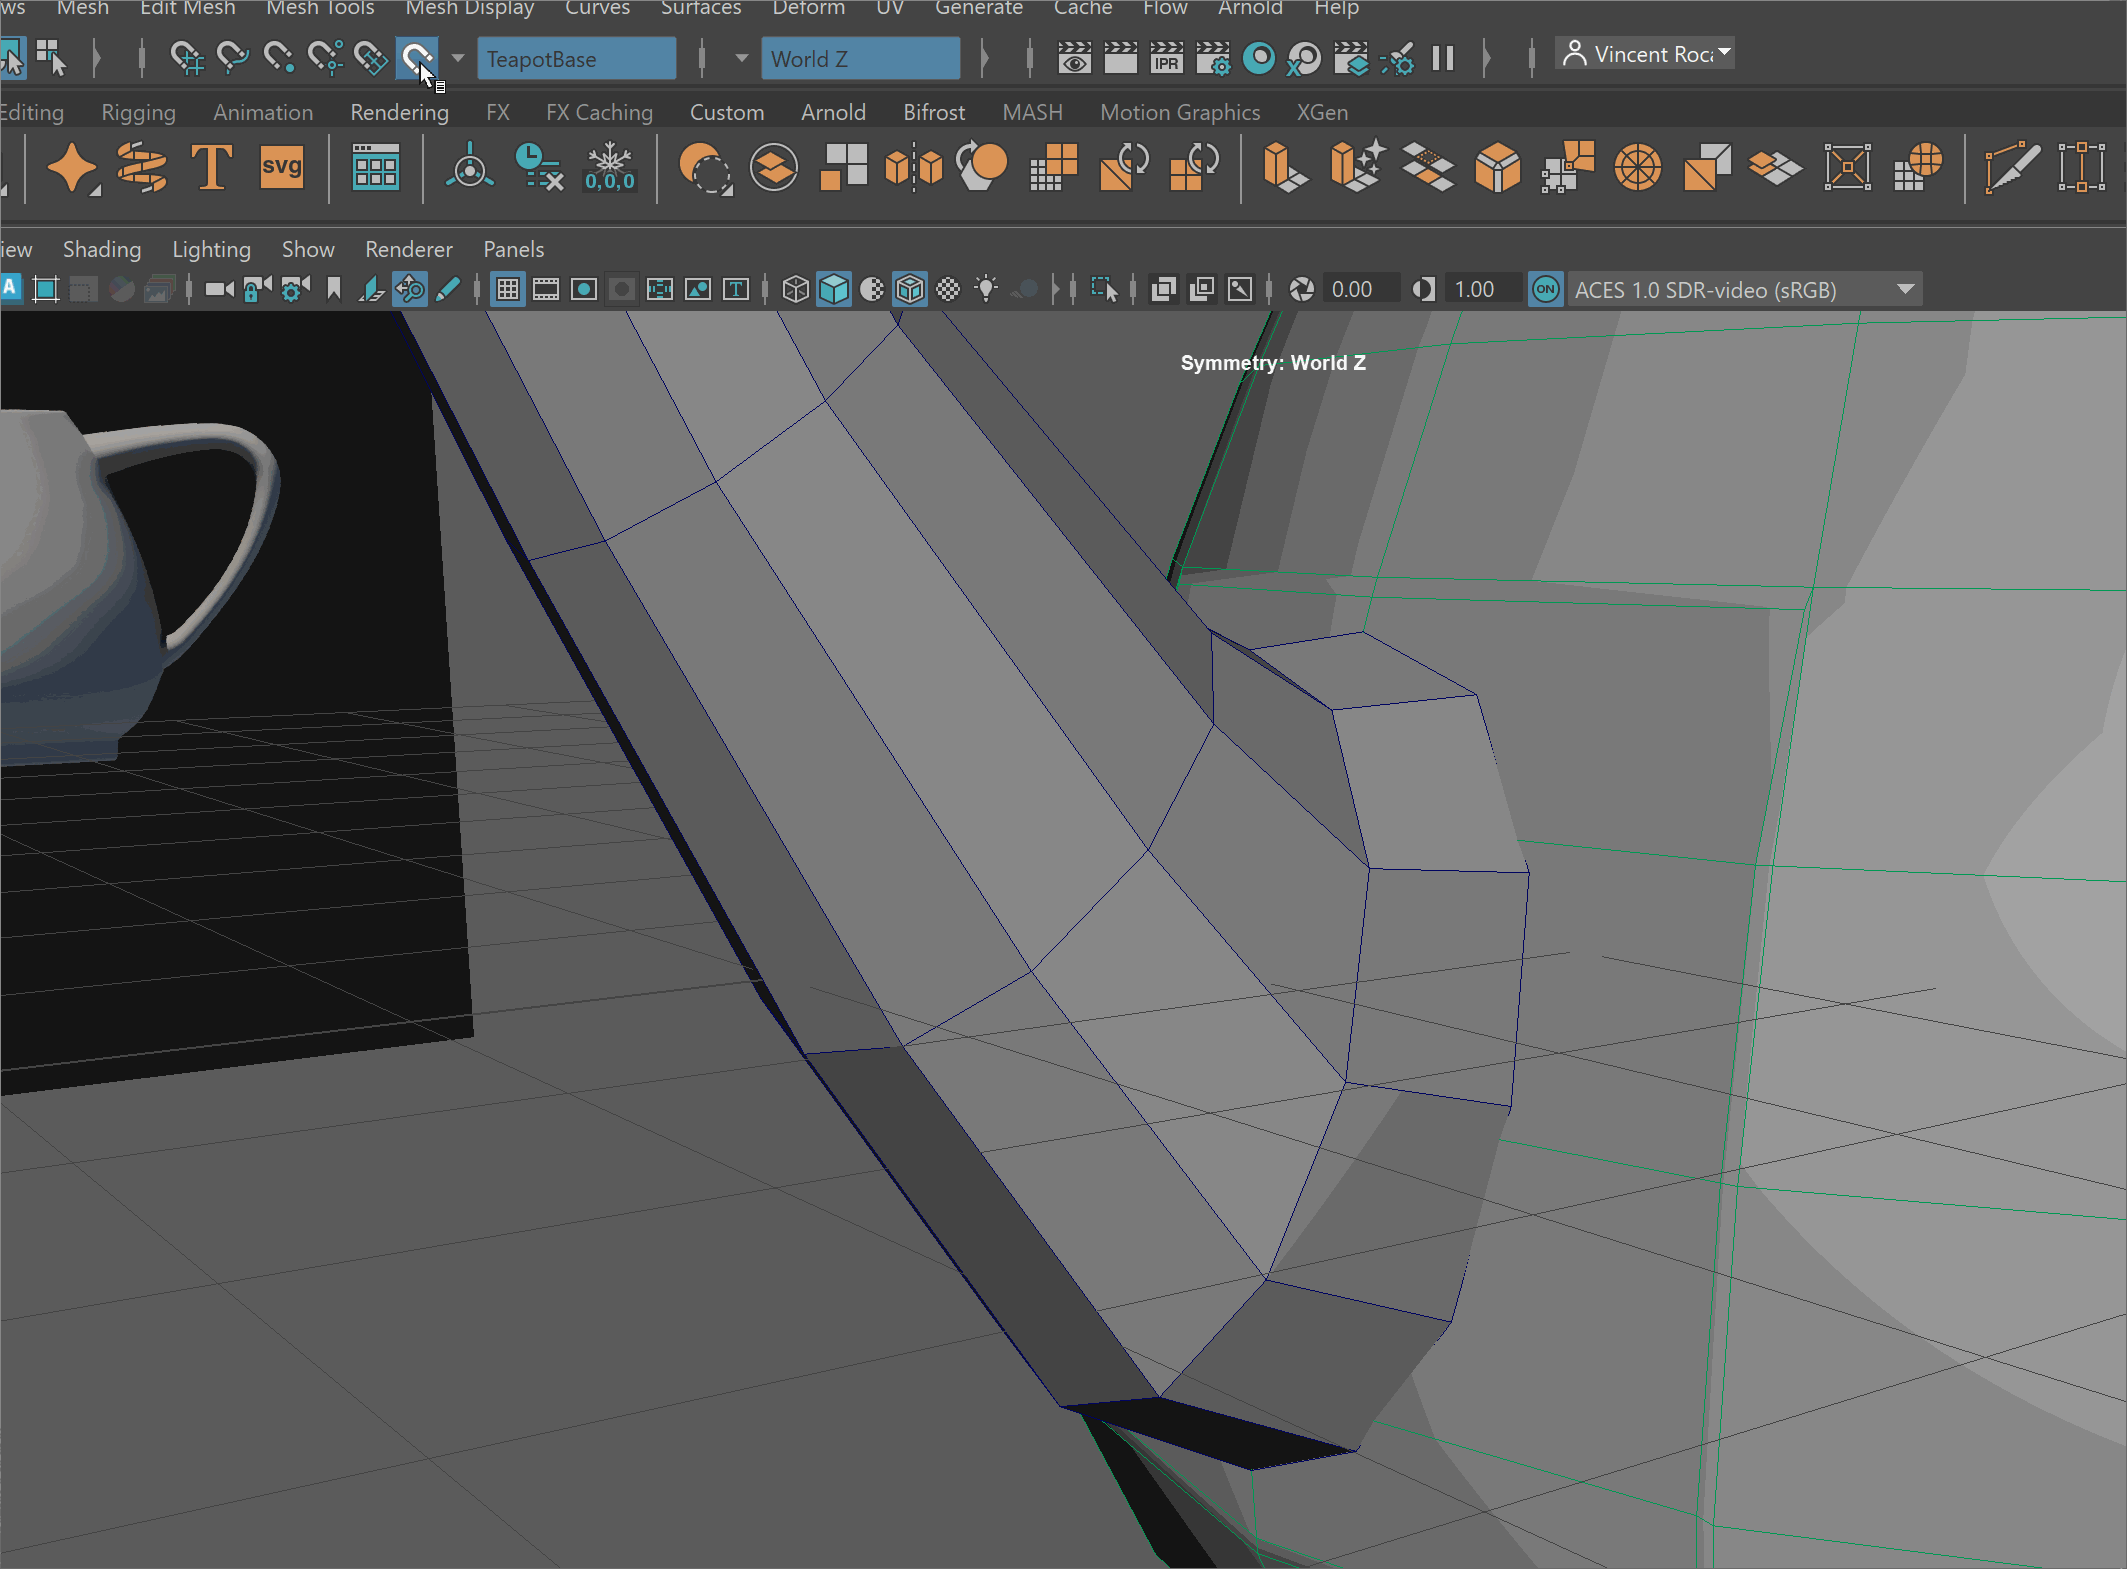 ws Mesh Edit Mesh Mesh Tools Mesh Display Curves Surfaces Deform UV Generate Cache Flow Arnold Help
IPR
TeapotBase World Z Vincent Roca
Editing Rigging Animation Rendering FX FX Caching Custom Arnold Bifrost MASH Motion Graphics XGen
T svg 0,0,0
iew Shading Lighting Show Renderer Panels
A T 0.00 1.00 ON ACES 1.0 SDR-video (sRGB)
Symmetry: World Z